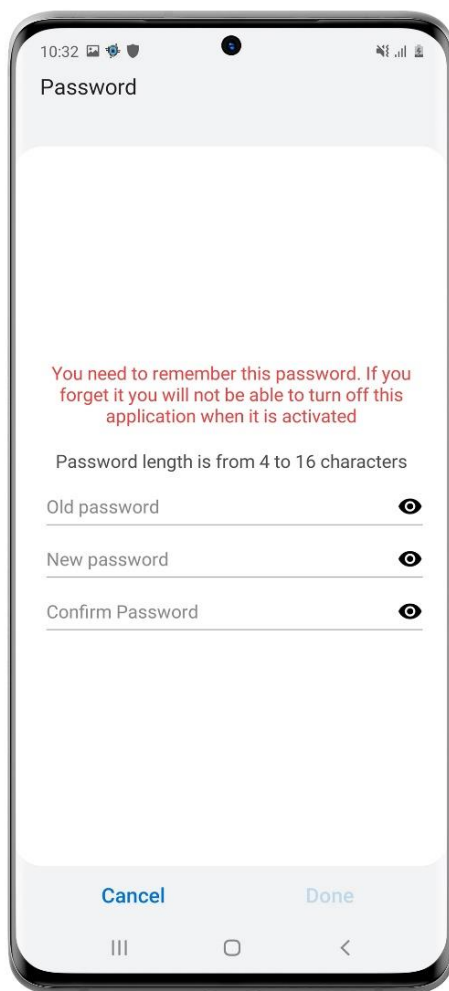 10:32
Password
You need to remember this password. If you
forget it you will not be able to turn off this
application when it is activated
Password length is from 4 to 16 characters
Old password
New password
Confirm Password
Cancel
Done